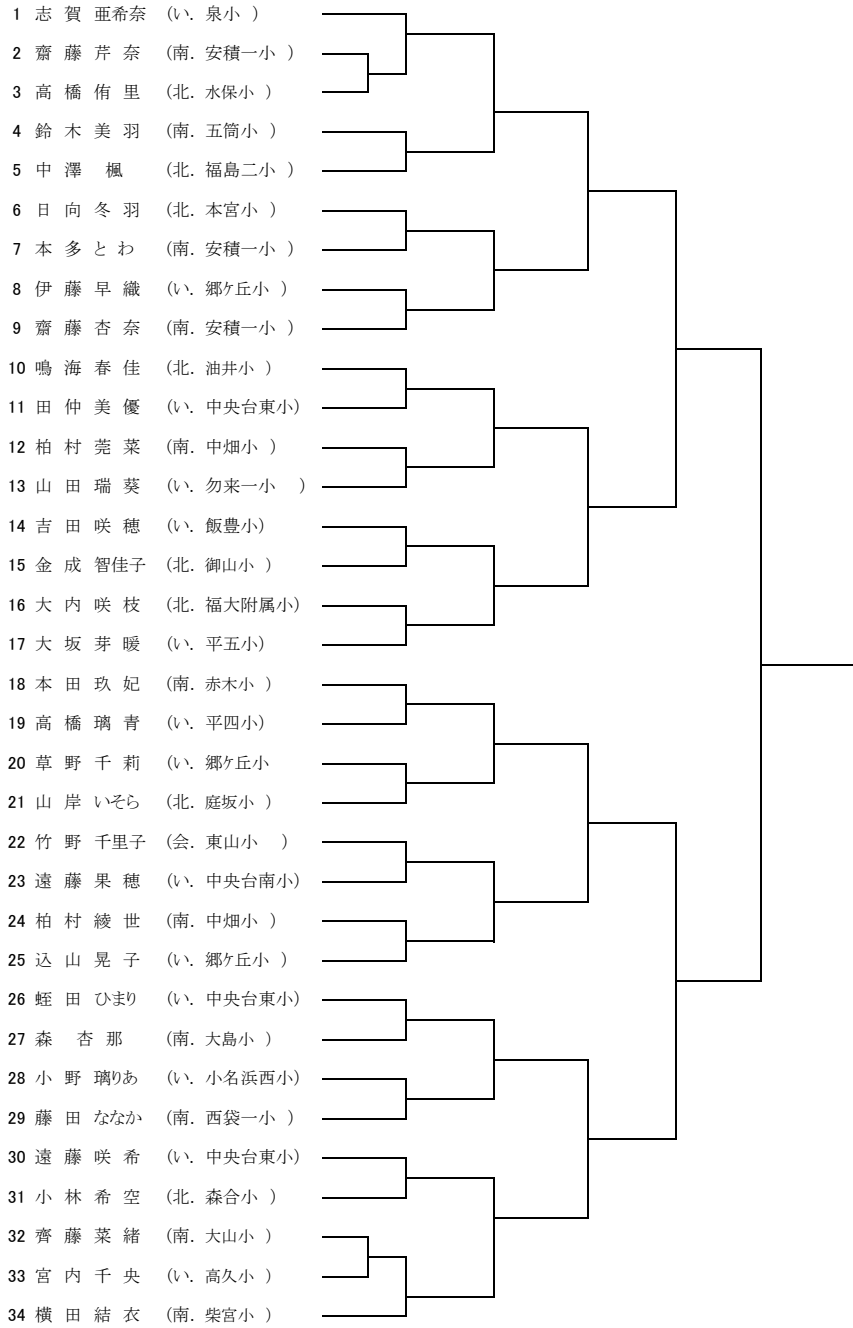 1 志 賀 亜希奈 (い. 泉小 )
2 齋 藤 芹 奈 (南. 安積一小 )
3 高 橋 侑 里 (北. 水保小 )
4 鈴 木 美 羽 (南. 五箇小 )
5 中 澤 楓 (北. 福島二小 )
6 日 向 冬 羽 (北. 本宮小 )
7 本 多 と わ (南. 安積一小 )
8 伊 藤 早 織 (い. 郷ケ丘小 )
9 齋 藤 杏 奈 (南. 安積一小 )
10 鳴 海 春 佳 (北. 油井小 )
11 田 仲 美 優 (い. 中央台東小)
12 柏 村 莞 菜 (南. 中畑小 )
13 山 田 瑞 葵 (い. 勿来一小 )
14 吉 田 咲 穂 (い. 飯豊小)
15 金 成 智佳子 (北. 御山小 )
16 大 内 咲 枝 (北. 福大附属小)
17 大 坂 芽 暖 (い. 平五小)
18 本 田 玖 妃 (南. 赤木小 )
19 高 橋 璃 青 (い. 平四小)
20 草 野 千 莉 (い. 郷ケ丘小
21 山 岸 いそら (北. 庭坂小 )
22 竹 野 千里子 (会. 東山小 )
23 遠 藤 果 穂 (い. 中央台南小)
24 柏 村 綾 世 (南. 中畑小 )
25 込 山 晃 子 (い. 郷ケ丘小 )
26 蛭 田 ひまり (い. 中央台東小)
27 森 杏 那 (南. 大島小 )
28 小 野 璃りあ (い. 小名浜西小)
29 藤 田 ななか (南. 西袋一小 )
30 遠 藤 咲 希 (い. 中央台東小)
31 小 林 希 空 (北. 森合小 )
32 齊 藤 菜 緒 (南. 大山小 )
33 宮 内 千 央 (い. 高久小 )
34 横 田 結 衣 (南. 柴宮小 )